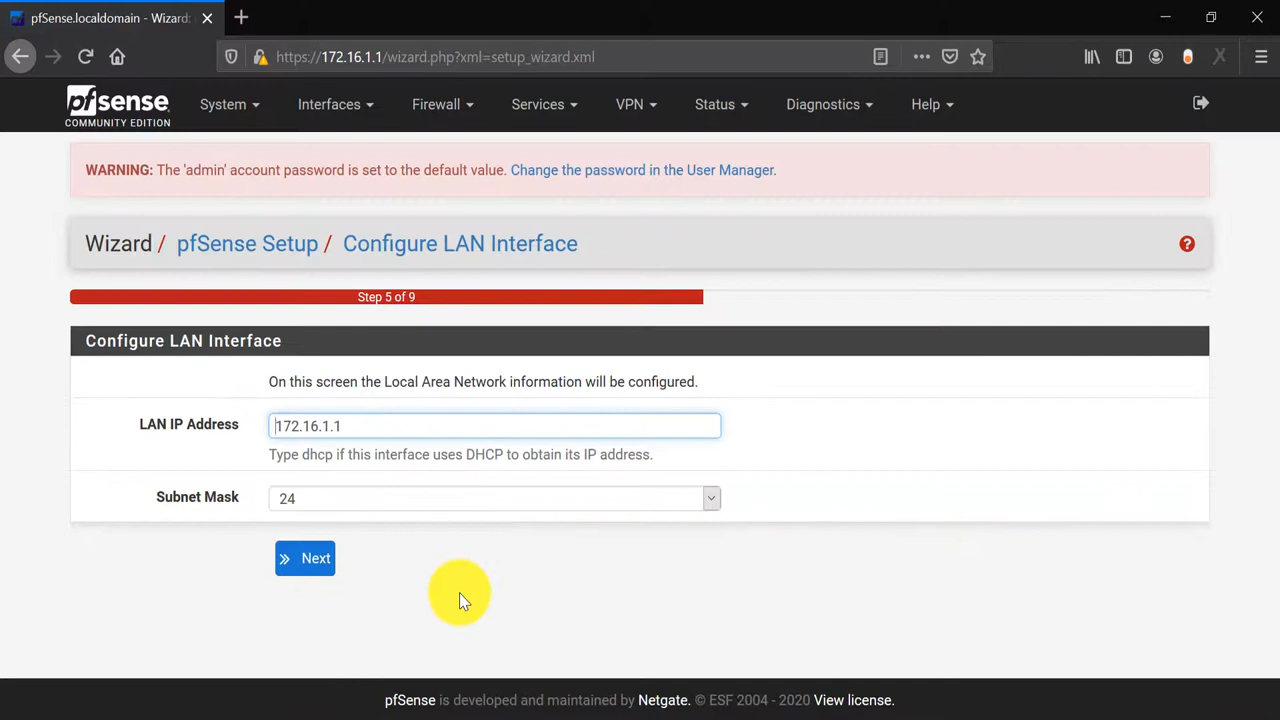 pfSense.localdomain - Wizard:
https://172.16.1.1/wizard.php?xml=setup_wizard.xml
pfsense
COMMUNITY EDITION
System Interfaces Firewall Services VPN Status Diagnostics Help
WARNING: The 'admin' account password is set to the default value. Change the password in the User Manager.
Wizard / pfSense Setup / Configure LAN Interface
Step 5 of 9
Configure LAN Interface
On this screen the Local Area Network information will be configured.
LAN IP Address 172.16.1.1
Type dhcp if this interface uses DHCP to obtain its IP address.
Subnet Mask 24
Next
pfSense is developed and maintained by Netgate. © ESF 2004 - 2020 View license.